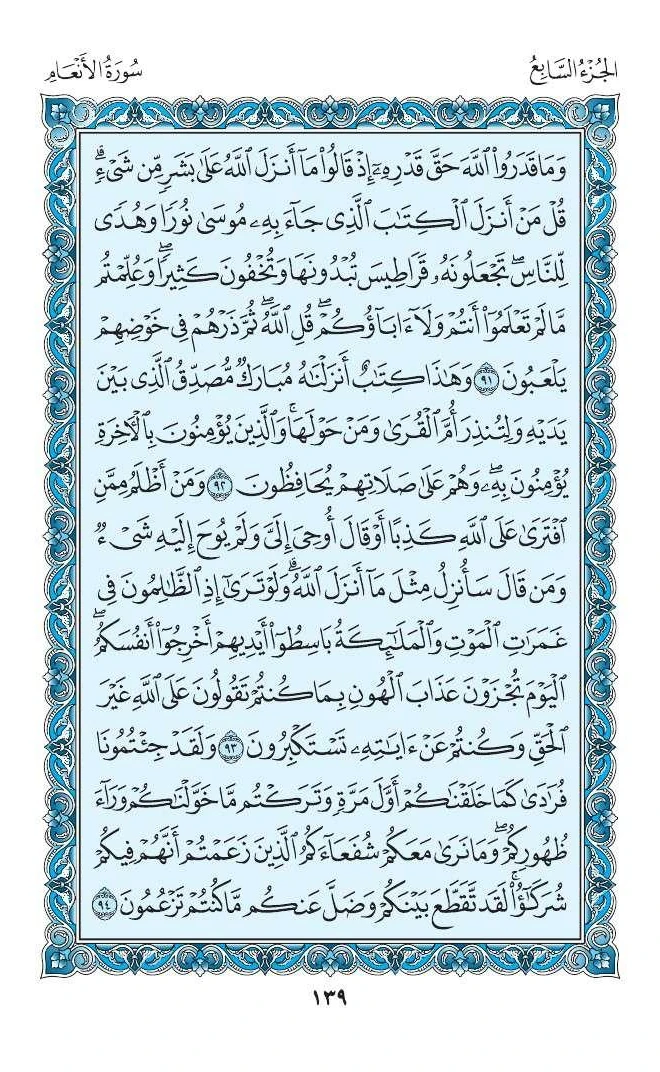 الجُزْءُ السَّابِعُ
سُورَةُ الأَنْعَامِ
وَمَا قَدَرُوا۟ ٱللَّهَ حَقَّ قَدْرِهِۦٓ إِذْ قَالُوا۟ مَآ أَنزَلَ ٱللَّهُ عَلَىٰ بَشَرٍ مِّن شَىْءٍ ۗ
قُلْ مَنْ أَنزَلَ ٱلْكِتَٰبَ ٱلَّذِى جَآءَ بِهِۦ مُوسَىٰ نُورًا وَهُدًى
لِّلنَّاسِ ۖ تَجْعَلُونَهُۥ قَرَاطِيسَ تُبْدُونَهَا وَتُخْفُونَ كَثِيرًا ۖ وَعُلِّمْتُم
مَّا لَمْ تَعْلَمُوٓا۟ أَنتُمْ وَلَآ ءَابَآؤُكُمْ ۖ قُلِ ٱللَّهُ ۖ ثُمَّ ذَرْهُمْ فِى خَوْضِهِمْ
يَلْعَبُونَ ٩١ وَهَٰذَا كِتَٰبٌ أَنزَلْنَٰهُ مُبَارَكٌ مُّصَدِّقُ ٱلَّذِى بَيْنَ
يَدَيْهِ وَلِتُنذِرَ أُمَّ ٱلْقُرَىٰ وَمَنْ حَوْلَهَا ۚ وَٱلَّذِينَ يُؤْمِنُونَ بِٱلْءَاخِرَةِ
يُؤْمِنُونَ بِهِۦ ۖ وَهُمْ عَلَىٰ صَلَاتِهِمْ يُحَافِظُونَ ٩٢ وَمَنْ أَظْلَمُ مِمَّنِ
ٱفْتَرَىٰ عَلَى ٱللَّهِ كَذِبًا أَوْ قَالَ أُوحِىَ إِلَىَّ وَلَمْ يُوحَ إِلَيْهِ شَىْءٌ
وَمَن قَالَ سَأُنزِلُ مِثْلَ مَآ أَنزَلَ ٱللَّهُ ۗ وَلَوْ تَرَىٰٓ إِذِ ٱلظَّٰلِمُونَ فِى
غَمَرَٰتِ ٱلْمَوْتِ وَٱلْمَلَٰٓئِكَةُ بَاسِطُوٓا۟ أَيْدِيهِمْ أَخْرِجُوٓا۟ أَنفُسَكُمُ ۖ
ٱلْيَوْمَ تُجْزَوْنَ عَذَابَ ٱلْهُونِ بِمَا كُنتُمْ تَقُولُونَ عَلَى ٱللَّهِ غَيْرَ
ٱلْحَقِّ وَكُنتُمْ عَنْ ءَايَٰتِهِۦ تَسْتَكْبِرُونَ ٩٣ وَلَقَدْ جِئْتُمُونَا
فُرَٰدَىٰ كَمَا خَلَقْنَٰكُمْ أَوَّلَ مَرَّةٍ وَتَرَكْتُم مَّا خَوَّلْنَٰكُمْ وَرَآءَ
ظُهُورِكُمْ ۖ وَمَا نَرَىٰ مَعَكُمْ شُفَعَآءَكُمُ ٱلَّذِينَ زَعَمْتُمْ أَنَّهُمْ فِيكُمْ
شُرَكَٰٓؤُا۟ ۚ لَقَد تَّقَطَّعَ بَيْنَكُمْ وَضَلَّ عَنكُم مَّا كُنتُمْ تَزْعُمُونَ ٩٤
١٣٩